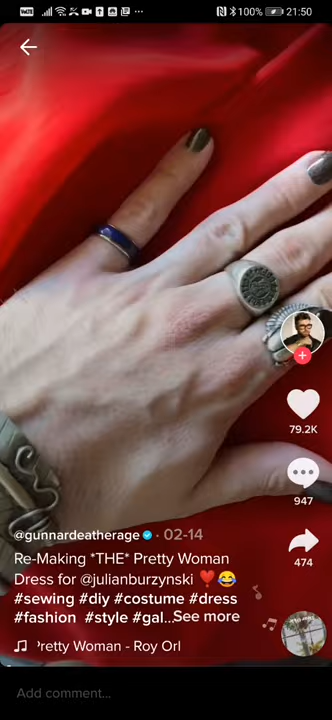 100% 21:50
79.2K
947
@gunnardeatherage · 02-14
474
Re-Making *THE* Pretty Woman
Dress for @julianburzynski ❤️😂
#sewing #diy #costume #dress
#fashion #style #gal...See more
Pretty Woman - Roy Orl
Add comment...